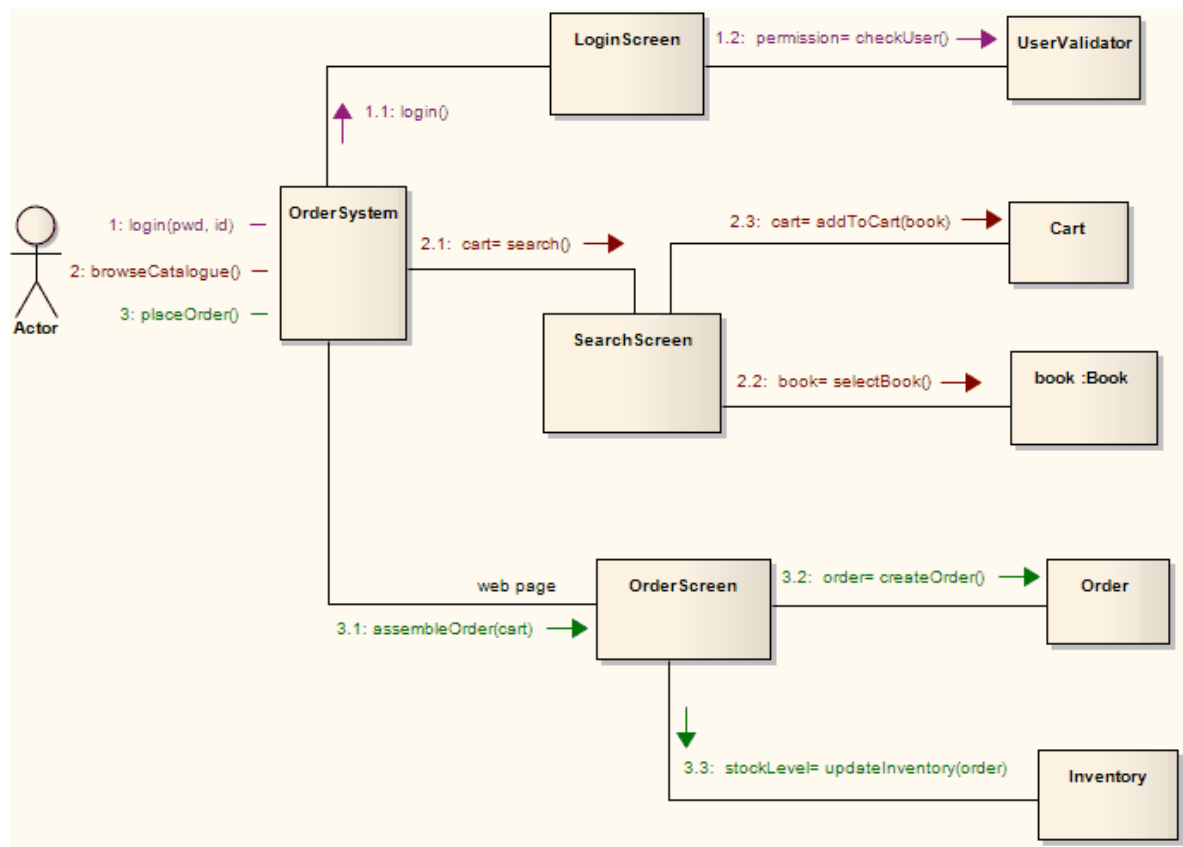 LoginScreen
1.2: permission= checkUser()
UserValidator
1.1: login()
OrderSystem
1: login(pwd, id)
2: browseCatalogue()
3: placeOrder()
Actor
2.1: cart= search()
2.3: cart= addToCart(book)
Cart
SearchScreen
2.2: book= selectBook()
book :Book
web page
OrderScreen
3.1: assembleOrder(cart)
3.2: order= createOrder()
Order
3.3: stockLevel= updateInventory(order)
Inventory